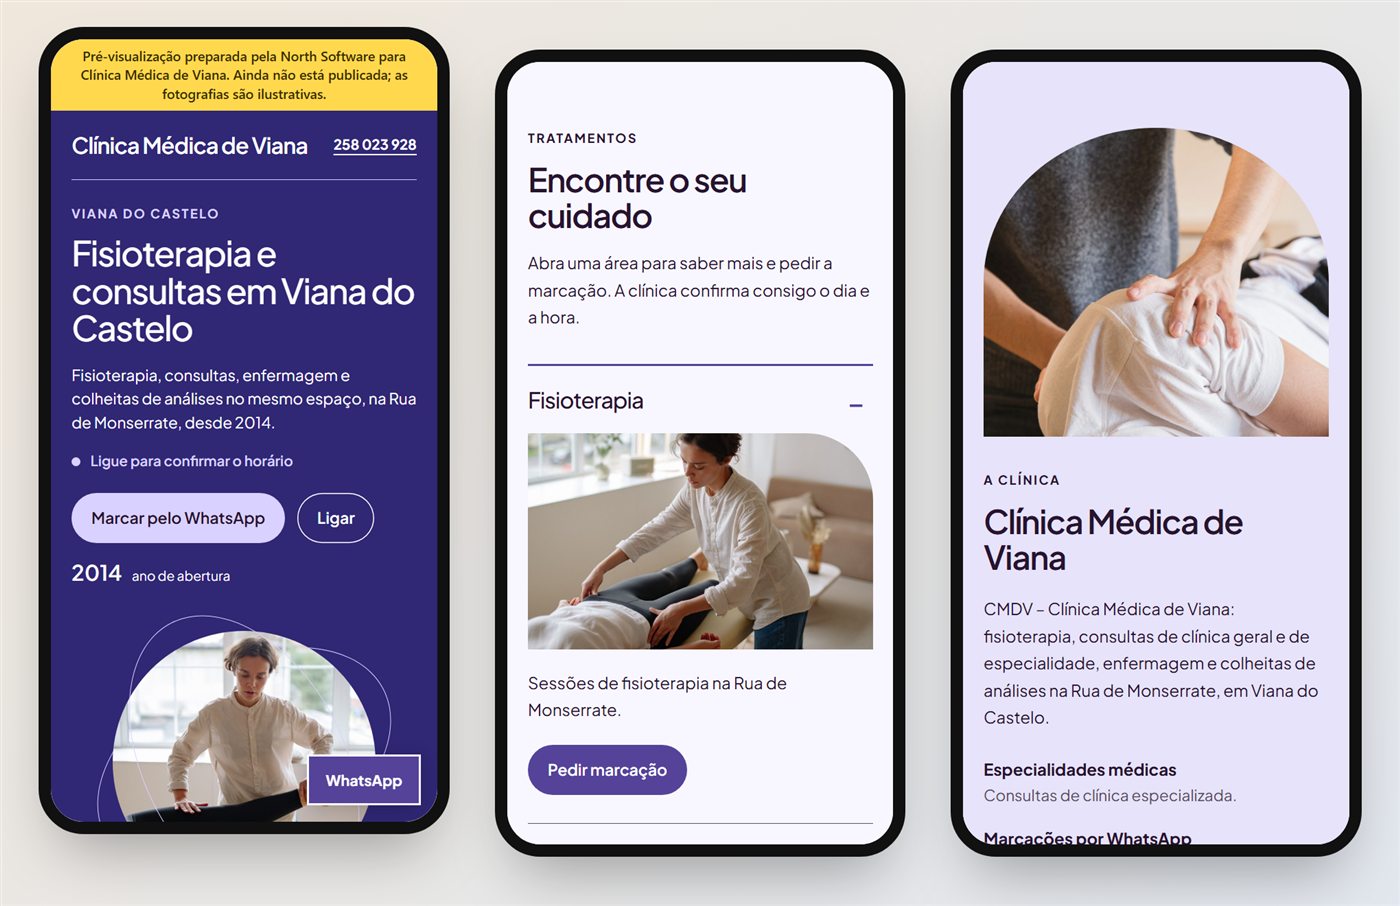 Pré-visualização preparada pela North Software para
Clínica Médica de Viana. Ainda não está publicada; as
fotografias são ilustrativas.
Clínica Médica de Viana
258 023 928
VIANA DO CASTELO
Fisioterapia e
consultas em Viana do
Castelo
Fisioterapia, consultas, enfermagem e
colheitas de análises no mesmo espaço, na Rua
de Monserrate, desde 2014.
Ligue para confirmar o horário
Marcar pelo WhatsApp
Ligar
2014 ano de abertura
WhatsApp
TRATAMENTOS
Encontre o seu
cuidado
Abra uma área para saber mais e pedir a
marcação. A clínica confirma consigo o dia e
a hora.
Fisioterapia
Sessões de fisioterapia na Rua de
Monserrate.
Pedir marcação
A CLÍNICA
Clínica Médica de
Viana
CMDV – Clínica Médica de Viana:
fisioterapia, consultas de clínica geral e de
especialidade, enfermagem e colheitas de
análises na Rua de Monserrate, em Viana do
Castelo.
Especialidades médicas
Consultas de clínica especializada.
Marcações por WhatsApp